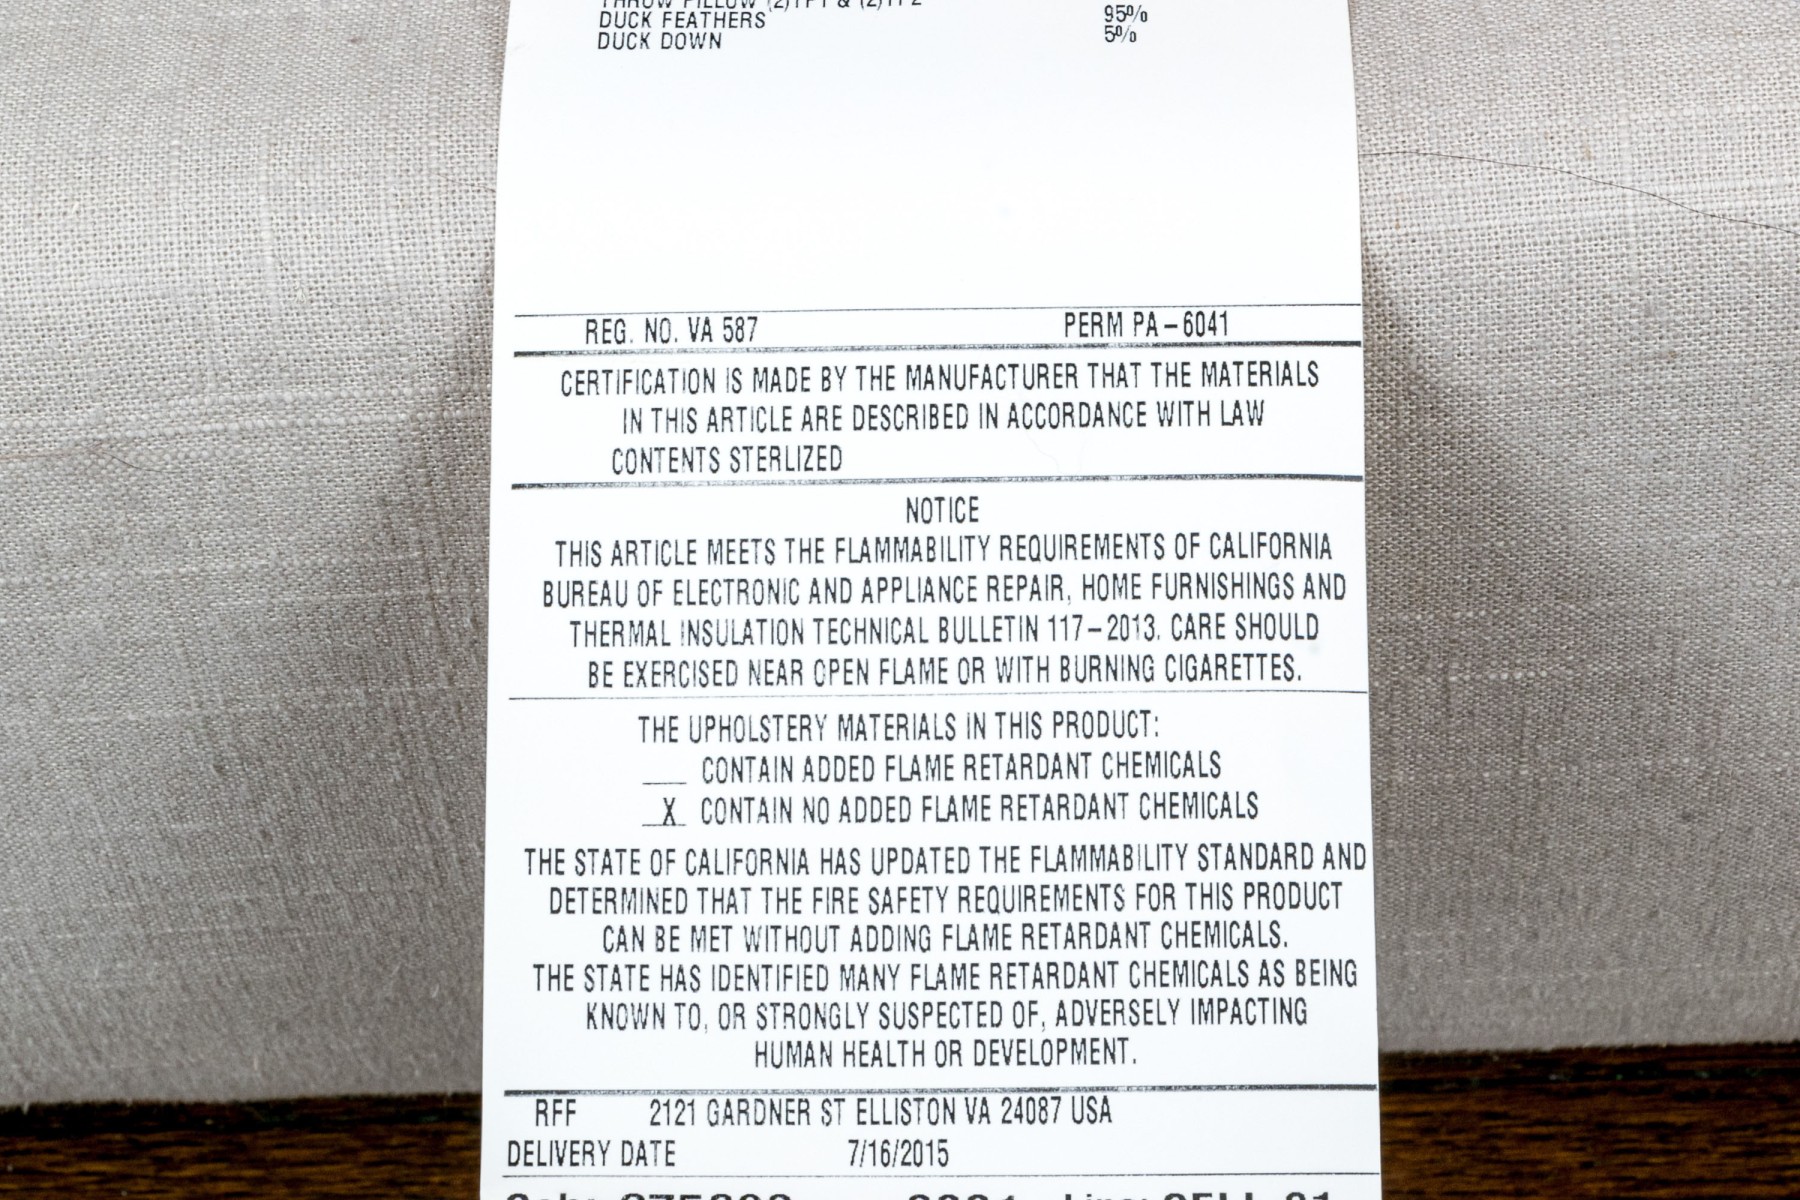 THROW PILLOW (2)TP1 & (2)TP2
DUCK FEATHERS 95%
DUCK DOWN 5%
REG. NO. VA 587 PERM PA-6041
CERTIFICATION IS MADE BY THE MANUFACTURER THAT THE MATERIALS
IN THIS ARTICLE ARE DESCRIBED IN ACCORDANCE WITH LAW
CONTENTS STERLIZED
NOTICE
THIS ARTICLE MEETS THE FLAMMABILITY REQUIREMENTS OF CALIFORNIA
BUREAU OF ELECTRONIC AND APPLIANCE REPAIR, HOME FURNISHINGS AND
THERMAL INSULATION TECHNICAL BULLETIN 117-2013. CARE SHOULD
BE EXERCISED NEAR OPEN FLAME OR WITH BURNING CIGARETTES.
THE UPHOLSTERY MATERIALS IN THIS PRODUCT:
___ CONTAIN ADDED FLAME RETARDANT CHEMICALS
_X_ CONTAIN NO ADDED FLAME RETARDANT CHEMICALS
THE STATE OF CALIFORNIA HAS UPDATED THE FLAMMABILITY STANDARD AND
DETERMINED THAT THE FIRE SAFETY REQUIREMENTS FOR THIS PRODUCT
CAN BE MET WITHOUT ADDING FLAME RETARDANT CHEMICALS.
THE STATE HAS IDENTIFIED MANY FLAME RETARDANT CHEMICALS AS BEING
KNOWN TO, OR STRONGLY SUSPECTED OF, ADVERSELY IMPACTING
HUMAN HEALTH OR DEVELOPMENT.
RFF 2121 GARDNER ST ELLISTON VA 24087 USA
DELIVERY DATE 7/16/2015